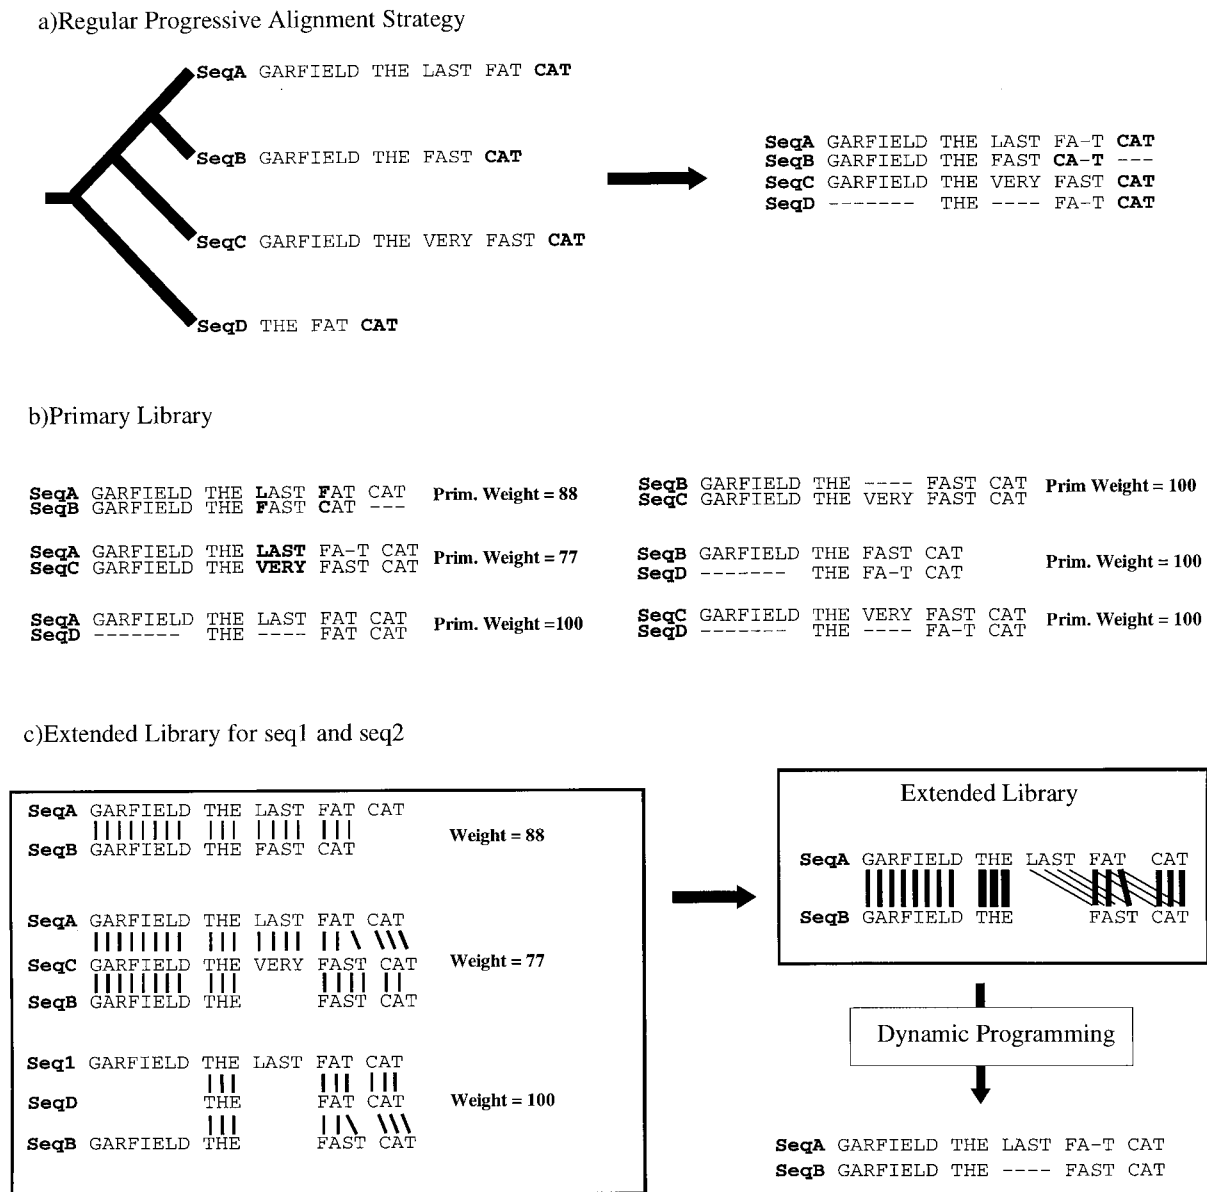 a)Regular Progressive Alignment Strategy
SeqA GARFIELD THE LAST FAT CAT
SeqB GARFIELD THE FAST CAT
SeqC GARFIELD THE VERY FAST CAT
SeqD THE FAT CAT
SeqA GARFIELD THE LAST FA-T CAT
SeqB GARFIELD THE FAST CA-T ---
SeqC GARFIELD THE VERY FAST CAT
SeqD ------- THE ---- FA-T CAT
b)Primary Library
SeqA GARFIELD THE LAST FAT CAT
SeqB GARFIELD THE FAST CAT ---
Prim. Weight = 88
SeqA GARFIELD THE LAST FA-T CAT
SeqC GARFIELD THE VERY FAST CAT
Prim. Weight = 77
SeqA GARFIELD THE LAST FAT CAT
SeqD ------- THE ---- FAT CAT
Prim. Weight =100
SeqB GARFIELD THE ---- FAST CAT
SeqC GARFIELD THE VERY FAST CAT
Prim Weight = 100
SeqB GARFIELD THE FAST CAT
SeqD ------- THE FA-T CAT
Prim. Weight = 100
SeqC GARFIELD THE VERY FAST CAT
SeqD ------- THE ---- FA-T CAT
Prim. Weight = 100
c)Extended Library for seq1 and seq2
SeqA GARFIELD THE LAST FAT CAT
SeqB GARFIELD THE FAST CAT
Weight = 88
SeqA GARFIELD THE LAST FAT CAT
SeqC GARFIELD THE VERY FAST CAT
SeqB GARFIELD THE FAST CAT
Weight = 77
Seq1 GARFIELD THE LAST FAT CAT
SeqD THE FAT CAT
SeqB GARFIELD THE FAST CAT
Weight = 100
Extended Library
SeqA GARFIELD THE LAST FAT CAT
SeqB GARFIELD THE FAST CAT
Dynamic Programming
SeqA GARFIELD THE LAST FA-T CAT
SeqB GARFIELD THE ---- FAST CAT